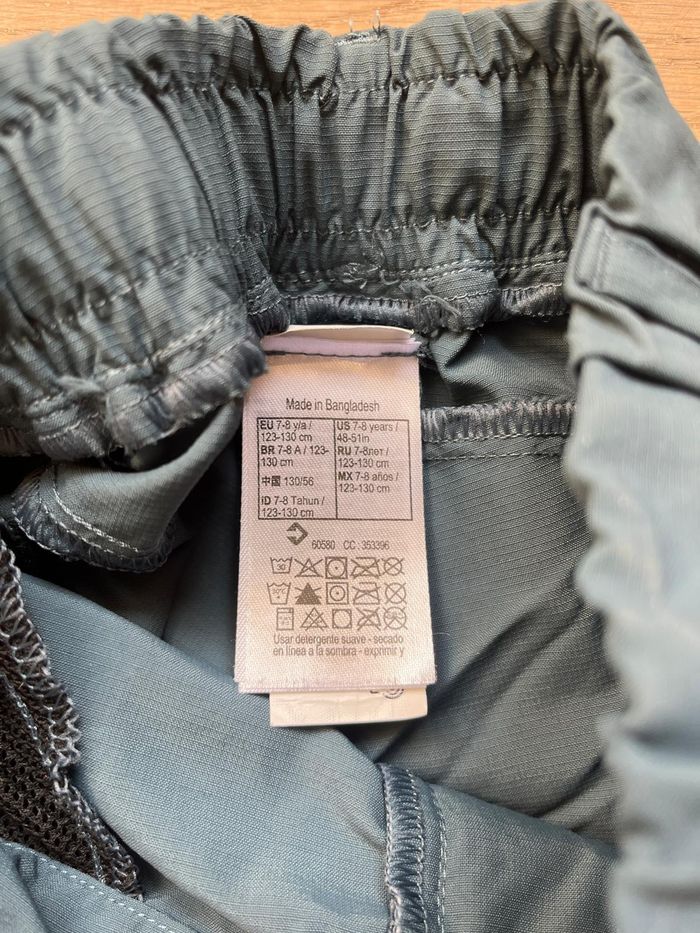 Made in Bangladesh
EU 7-8 y/a /
123-130 cm
BR 7-8 A / 123-
130 cm
中国 130/56
iD 7-8 Tahun /
123-130 cm
US 7-8 years /
48-51in
RU 7-8лет /
123-130 cm
MX 7-8 años /
123-130 cm
60580 CC : 353396
30
Usar detergente suave - secado
en línea a la sombra - exprimir y